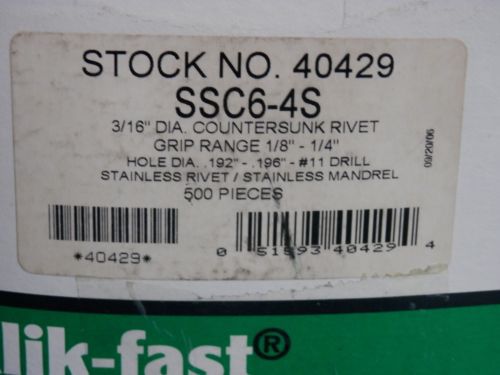 STOCK NO. 40429
SSC6-4S
3/16" DIA. COUNTERSUNK RIVET
GRIP RANGE 1/8" - 1/4"
HOLE DIA. .192" - .196" - #11 DRILL
STAINLESS RIVET / STAINLESS MANDREL
500 PIECES
09/20/06
*40429*
0 51593 40429 4
lik-fast®